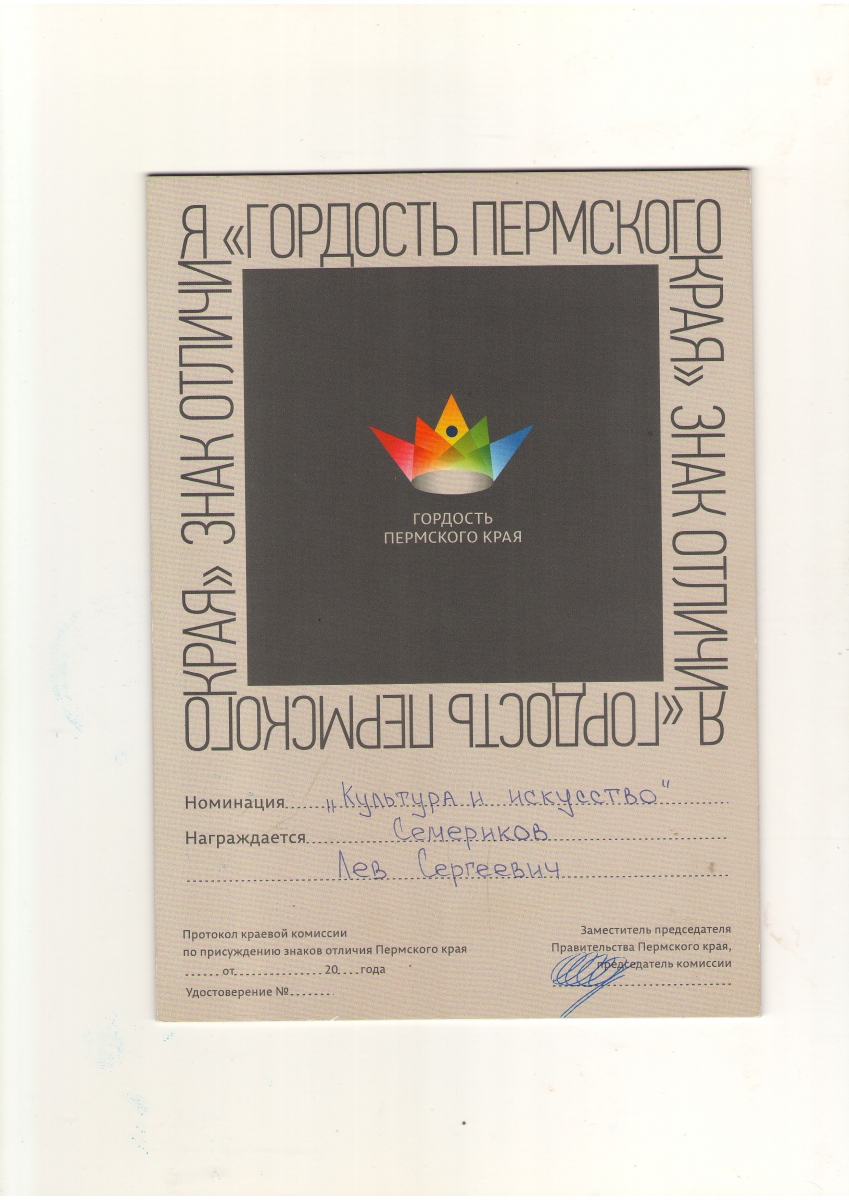 ЗНАК ОТЛИЧИЯ «ГОРДОСТЬ ПЕРМСКОГО КРАЯ»
ЗНАК ОТЛИЧИЯ «ГОРДОСТЬ ПЕРМСКОГО КРАЯ»
ГОРДОСТЬ
ПЕРМСКОГО КРАЯ
Номинация „Культура и искусство"
Награждается Семериков
Лев Сергеевич
Протокол краевой комиссии
по присуждению знаков отличия Пермского края
...... от.................20....года
Удостоверение №........
Заместитель председателя
Правительства Пермского края,
председатель комиссии